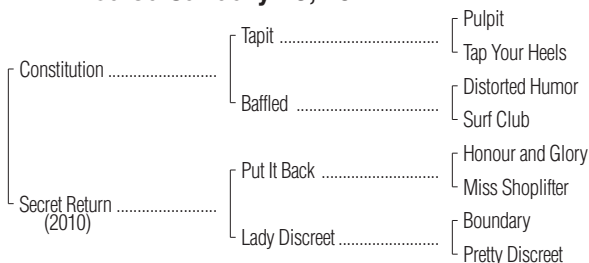 Pulpit
Tapit
Tap Your Heels
Constitution
Distorted Humor
Baffled
Surf Club
Honour and Glory
Put It Back
Miss Shoplifter
Secret Return
(2010)
Boundary
Lady Discreet
Pretty Discreet